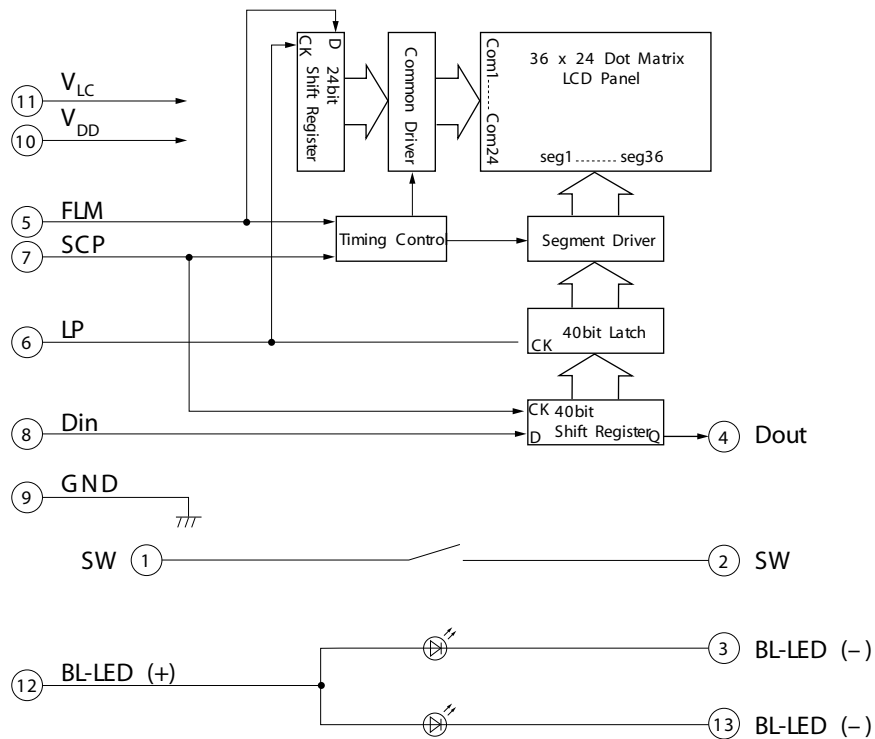 D
CK
24bit
Shift Register
Common Driver
Com1........Com24
36 x 24 Dot Matrix
LCD Panel
seg1 ........ seg36
11 VLC
10 VDD
5 FLM
7 SCP
Timing Control
Segment Driver
6 LP
40bit Latch
CK
8 Din
CK 40bit
D Shift Register Q
4 Dout
9 GND
SW 1
2 SW
3 BL-LED (–)
12 BL-LED (+)
13 BL-LED (–)